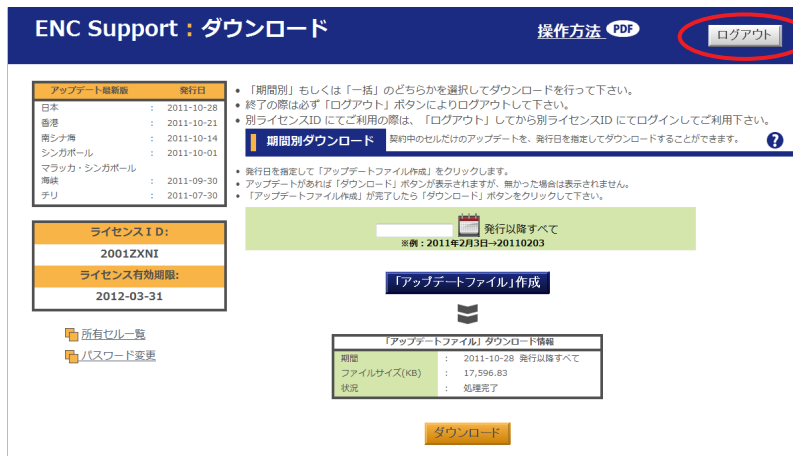 ENC Support：ダウンロード
操作方法 PDF
ログアウト
アップデート最新版 発行日
日本 : 2011-10-28
香港 : 2011-10-21
南シナ海 : 2011-10-14
シンガポール : 2011-10-01
マラッカ・シンガポール
海峡 : 2011-09-30
チリ : 2011-07-30
ライセンスＩＤ:
2001ZXNI
ライセンス有効期限:
2012-03-31
所有セル一覧
パスワード変更
• 「期間別」もしくは「一括」のどちらかを選択してダウンロードを行って下さい。
• 終了の際は必ず「ログアウト」ボタンによりログアウトして下さい。
• 別ライセンスID にてご利用の際は、「ログアウト」してから別ライセンスID にてログインしてご利用下さい。
期間別ダウンロード 契約中のセルだけのアップデートを、発行日を指定してダウンロードすることができます。 ?
• 発行日を指定して「アップデートファイル作成」をクリックします。
• アップデートがあれば「ダウンロード」ボタンが表示されますが、無かった場合は表示されません。
• 「アップデートファイル作成」が完了したら「ダウンロード」ボタンをクリックして下さい。
発行以降すべて
※例：2011年2月3日→20110203
「アップデートファイル」作成
「アップデートファイル」ダウンロード情報
期間 : 2011-10-28 発行以降すべて
ファイルサイズ(KB) : 17,596.83
状況 : 処理完了
ダウンロード